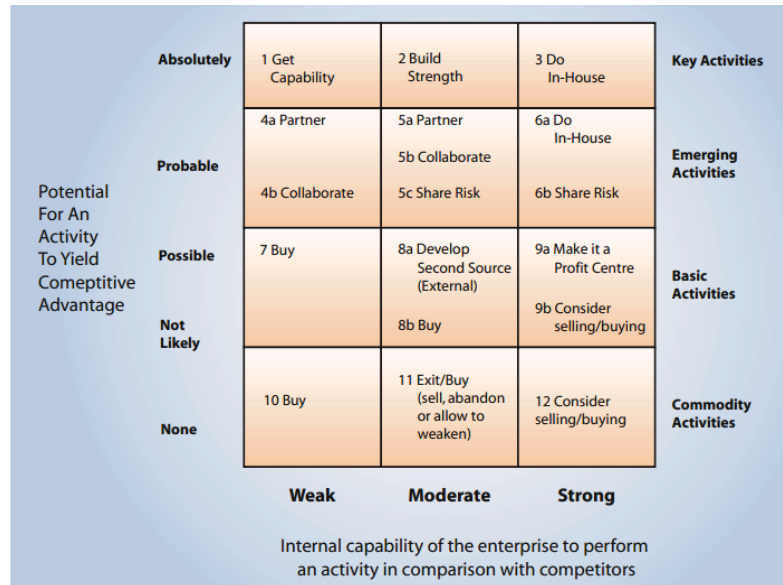 Absolutely
1 Get
Capability
2 Build
Strength
3 Do
In-House
Key Activities
Probable
4a Partner
4b Collaborate
5a Partner
5b Collaborate
5c Share Risk
6a Do
In-House
6b Share Risk
Emerging
Activities
Potential
For An
Activity
To Yield
Comeptitive
Advantage
Possible
Not
Likely
7 Buy
8a Develop
Second Source
(External)
8b Buy
9a Make it a
Profit Centre
9b Consider
selling/buying
Basic
Activities
None
10 Buy
11 Exit/Buy
(sell, abandon
or allow to
weaken)
12 Consider
selling/buying
Commodity
Activities
Weak
Moderate
Strong
Internal capability of the enterprise to perform
an activity in comparison with competitors